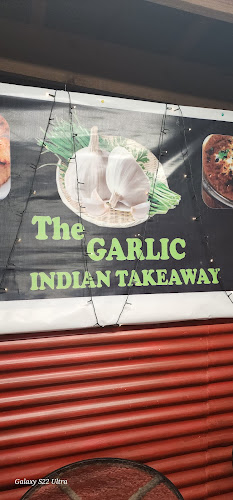 The
GARLIC
INDIAN TAKEAWAY
Galaxy S22 Ultra